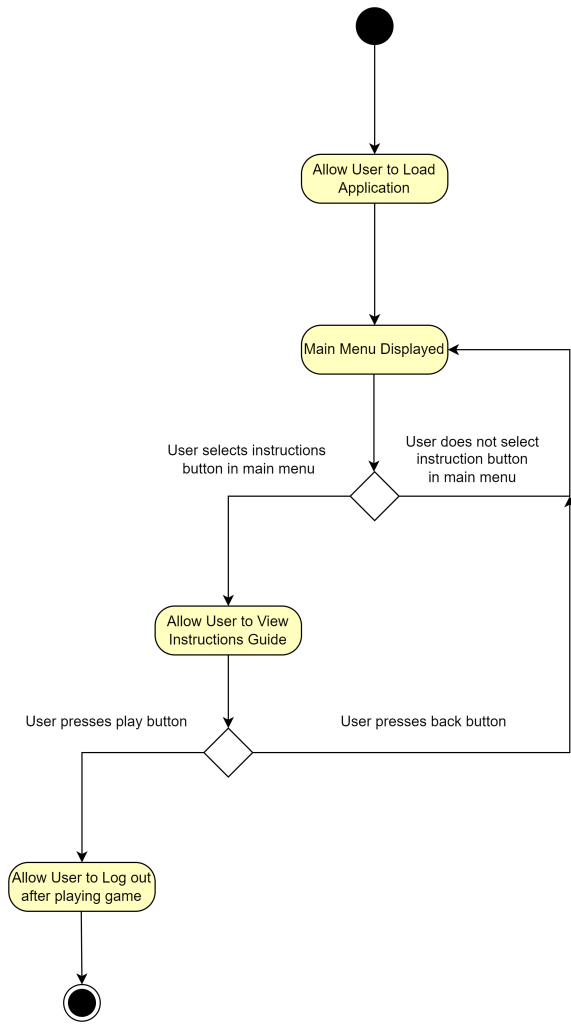 Allow User to Load
Application
Main Menu Displayed
User selects instructions
button in main menu
User does not select
instruction button
in main menu
Allow User to View
Instructions Guide
User presses play button
User presses back button
Allow User to Log out
after playing game